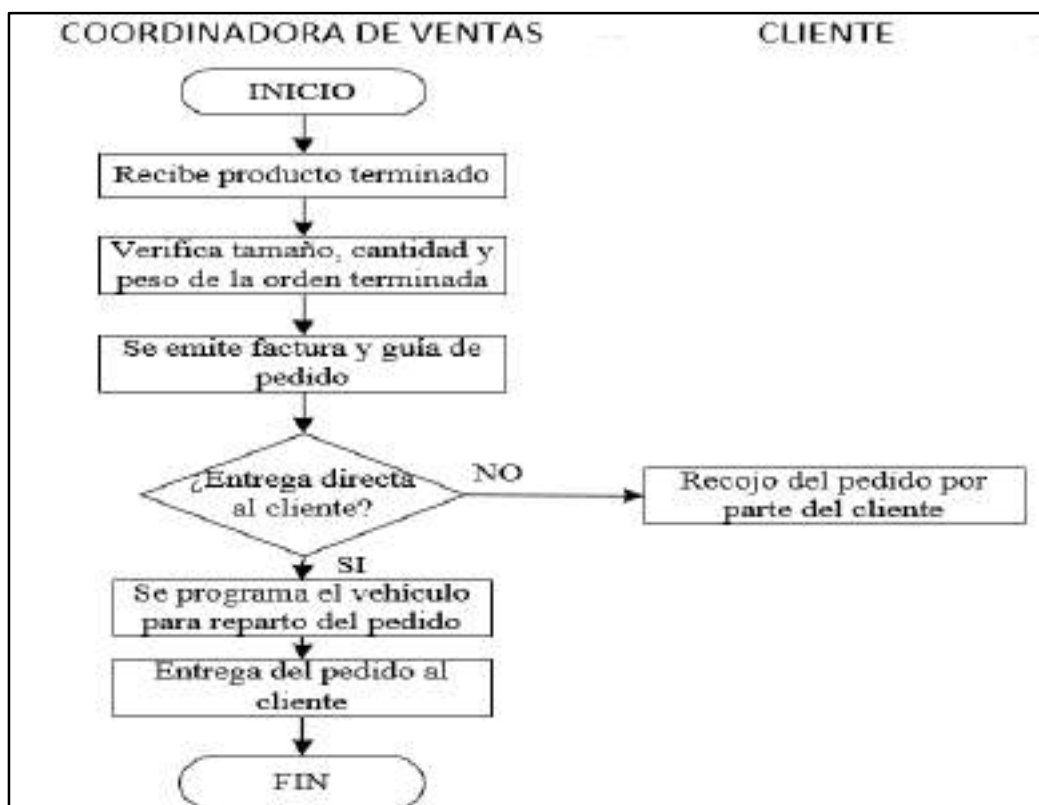 COORDINADORA DE VENTAS
CLIENTE
INICIO
Recibe producto terminado
Verifica tamaño, cantidad y
peso de la orden terminada
Se emite factura y guía de
pedido
¿Entrega directa
al cliente?
NO
Recojo del pedido por
parte del cliente
SI
Se programa el vehículo
para reparto del pedido
Entrega del pedido al
cliente
FIN